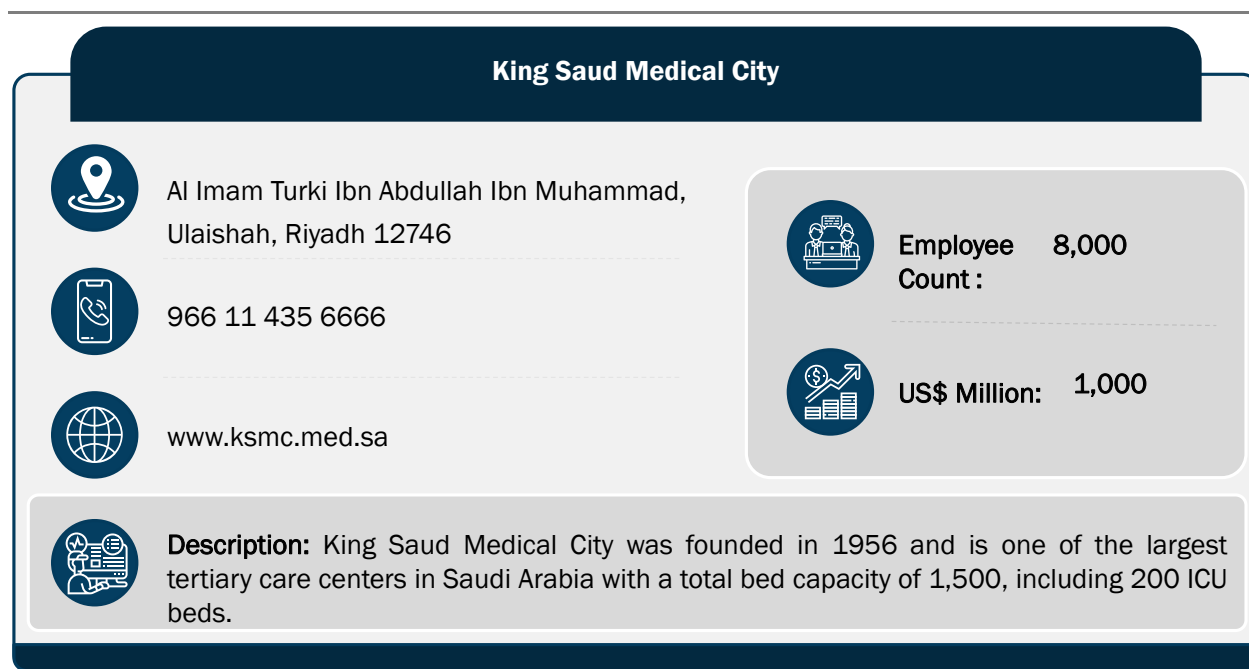 King Saud Medical City
Al Imam Turki Ibn Abdullah Ibn Muhammad,
Ulaishah, Riyadh 12746
966 11 435 6666
www.ksmc.med.sa
Employee Count : 8,000
US$ Million: 1,000
Description: King Saud Medical City was founded in 1956 and is one of the largest
tertiary care centers in Saudi Arabia with a total bed capacity of 1,500, including 200 ICU
beds.